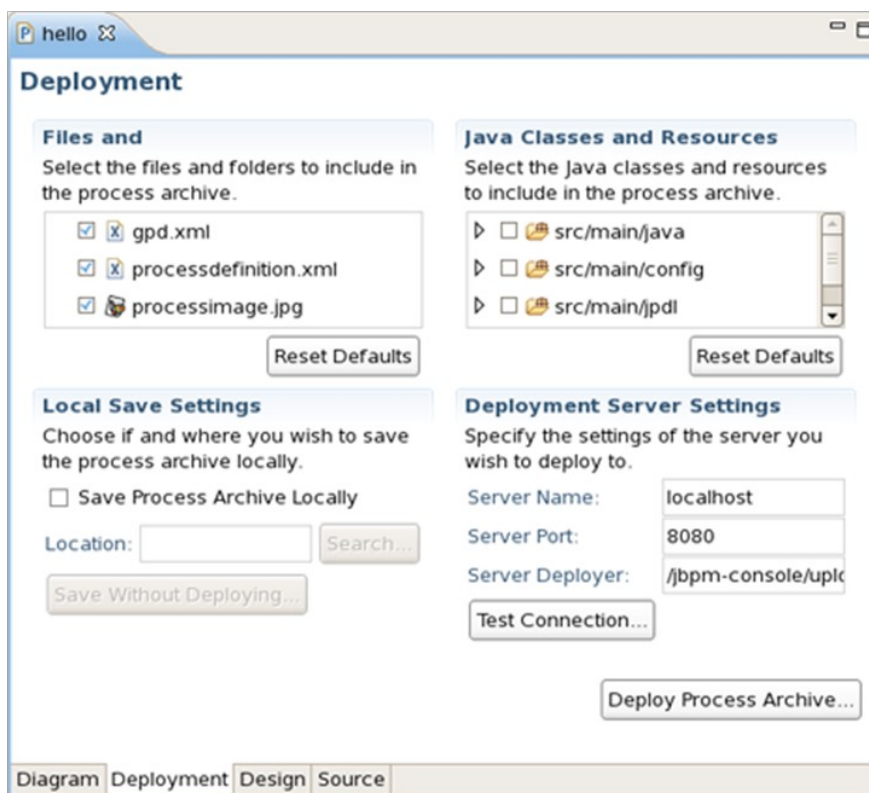 hello
Deployment
Files and
Select the files and folders to include in
the process archive.
gpd.xml
processdefinition.xml
processimage.jpg
Reset Defaults
Java Classes and Resources
Select the Java classes and resources
to include in the process archive.
src/main/java
src/main/config
src/main/jpdl
Reset Defaults
Local Save Settings
Choose if and where you wish to save
the process archive locally.
Save Process Archive Locally
Location:
Search...
Save Without Deploying...
Deployment Server Settings
Specify the settings of the server you
wish to deploy to.
Server Name: localhost
Server Port: 8080
Server Deployer: /jbpm-console/uplo
Test Connection...
Deploy Process Archive...
Diagram Deployment Design Source